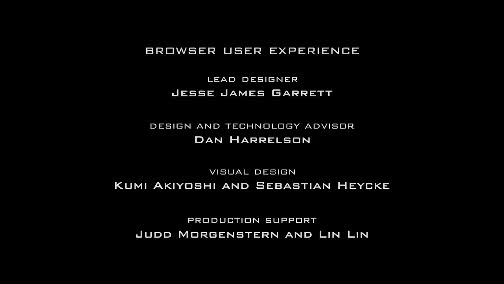 BROWSER USER EXPERIENCE
LEAD DESIGNER
JESSE JAMES GARRETT
DESIGN AND TECHNOLOGY ADVISOR
DAN HARRELSON
VISUAL DESIGN
KUMI AKIYOSHI AND SEBASTIAN HEYCKE
PRODUCTION SUPPORT
JUDD MORGENSTERN AND LIN LIN